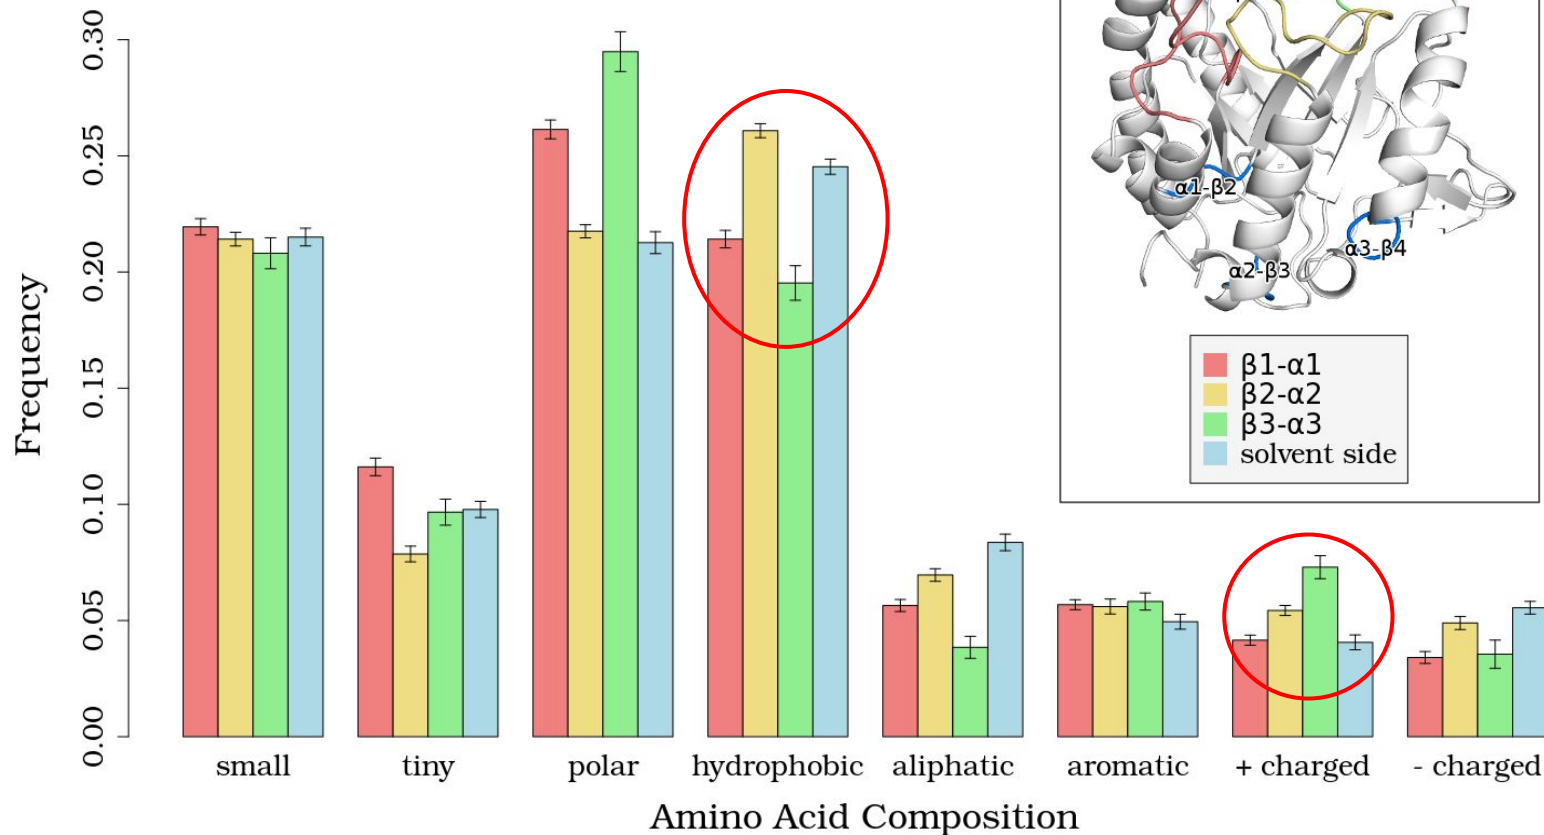 0.30
0.25
0.20
0.15
0.10
0.05
0.00
Frequency
small tiny polar hydrophobic aliphatic aromatic + charged - charged
Amino Acid Composition
α1-β2
α3-β4
α2-β3
β1-α1
β2-α2
β3-α3
solvent side